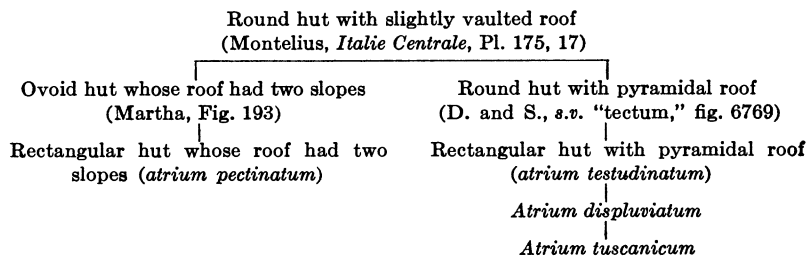 Round hut with slightly vaulted roof
(Montelius, Italie Centrale, Pl. 175, 17)
Ovoid hut whose roof had two slopes
(Martha, Fig. 193)
Rectangular hut whose roof had two
slopes (atrium pectinatum)
Round hut with pyramidal roof
(D. and S., s.v. "tectum," fig. 6769)
Rectangular hut with pyramidal roof
(atrium testudinatum)
Atrium displuviatum
Atrium tuscanicum